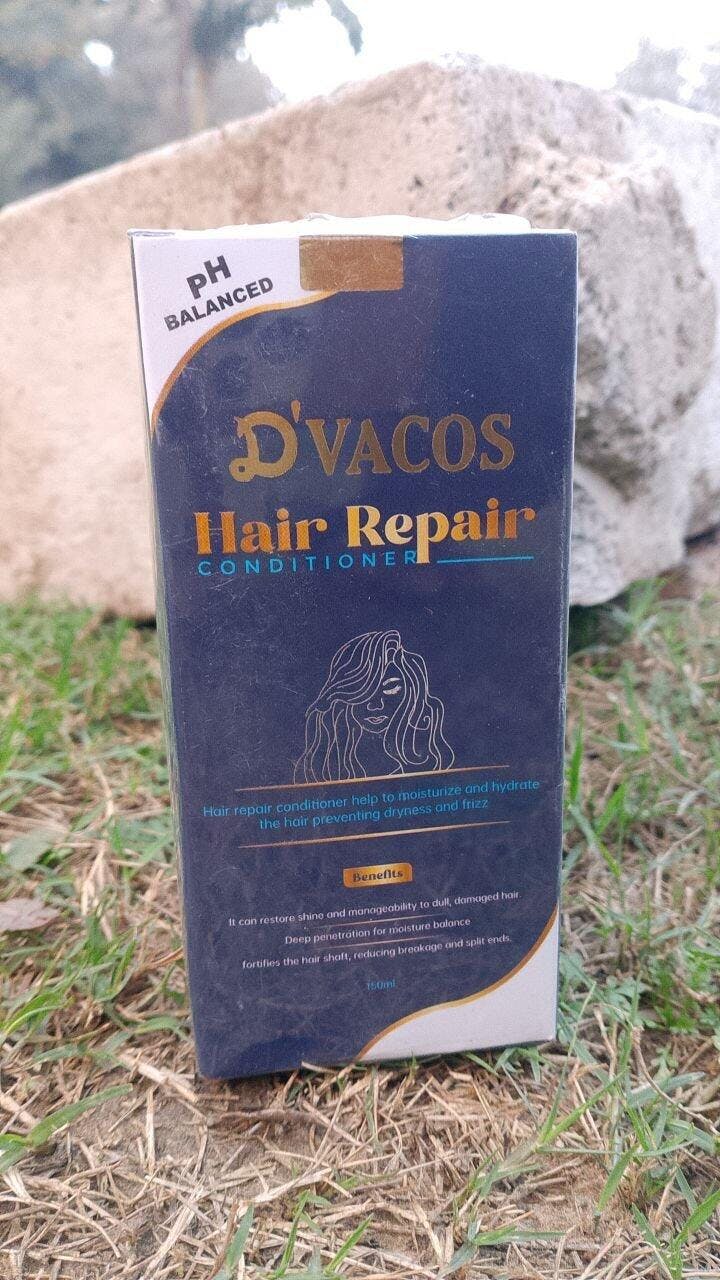 pH
BALANCED
D'VACOS
Hair Repair
CONDITIONER
Hair repair conditioner help to moisturize and hydrate
the hair preventing dryness and frizz
Benefits
It can restore shine and manageability to dull, damaged hair.
Deep penetration for moisture balance
fortifies the hair shaft, reducing breakage and split ends.
150ml